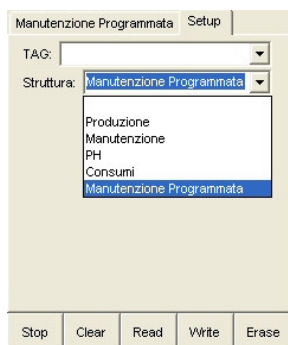 Manutenzione Programmata Setup
TAG:
Struttura: Manutenzione Programmata
Produzione
Manutenzione
PH
Consumi
Manutenzione Programmata
Stop Clear Read Write Erase